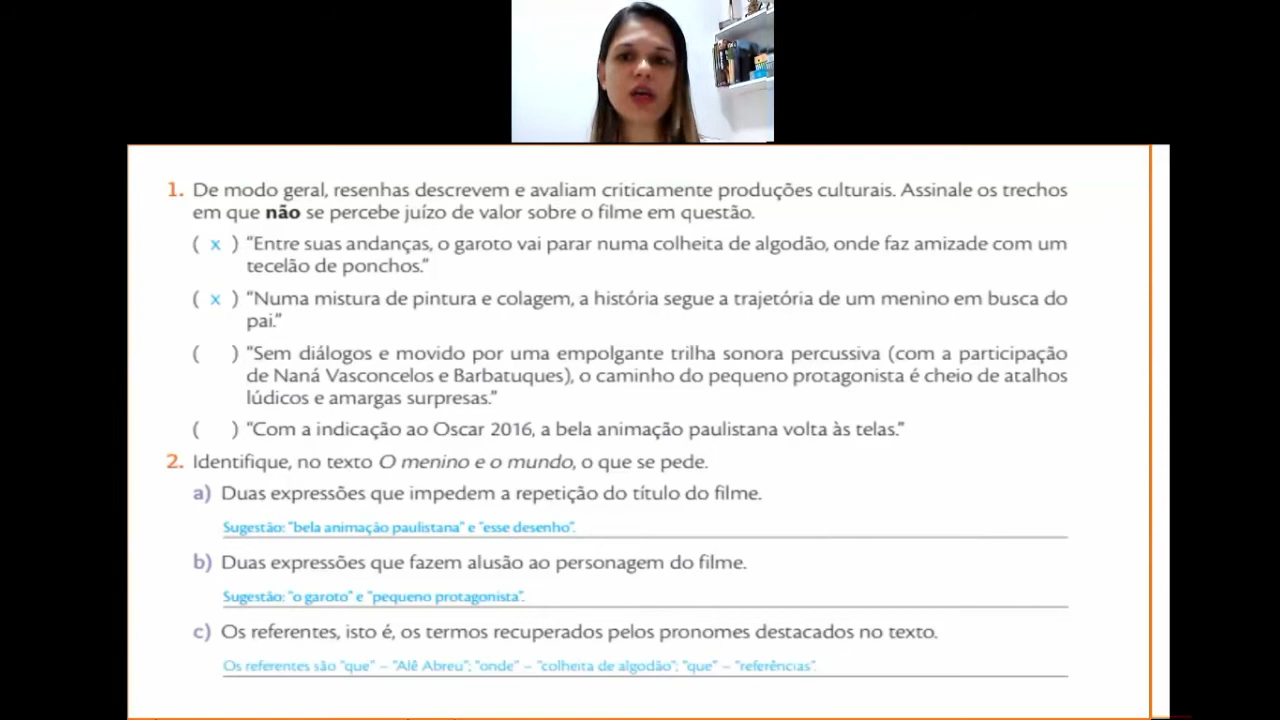 1. De modo geral, resenhas descrevem e avaliam criticamente produções culturais. Assinale os trechos
em que não se percebe juízo de valor sobre o filme em questão.
( x ) “Entre suas andanças, o garoto vai parar numa colheita de algodão, onde faz amizade com um
tecelão de ponchos.”
( x ) “Numa mistura de pintura e colagem, a história segue a trajetória de um menino em busca do
pai.”
( ) “Sem diálogos e movido por uma empolgante trilha sonora percussiva (com a participação
de Naná Vasconcelos e Barbatuques), o caminho do pequeno protagonista é cheio de atalhos
lúdicos e amargas surpresas.”
( ) “Com a indicação ao Oscar 2016, a bela animação paulistana volta às telas.”
2. Identifique, no texto O menino e o mundo, o que se pede.
a) Duas expressões que impedem a repetição do título do filme.
Sugestão: “bela animação paulistana” e “esse desenho”.
b) Duas expressões que fazem alusão ao personagem do filme.
Sugestão: “o garoto” e “pequeno protagonista”.
c) Os referentes, isto é, os termos recuperados pelos pronomes destacados no texto.
Os referentes são “que” – “Alê Abreu”; “onde” – “colheita de algodão”; “que” – “referências”.